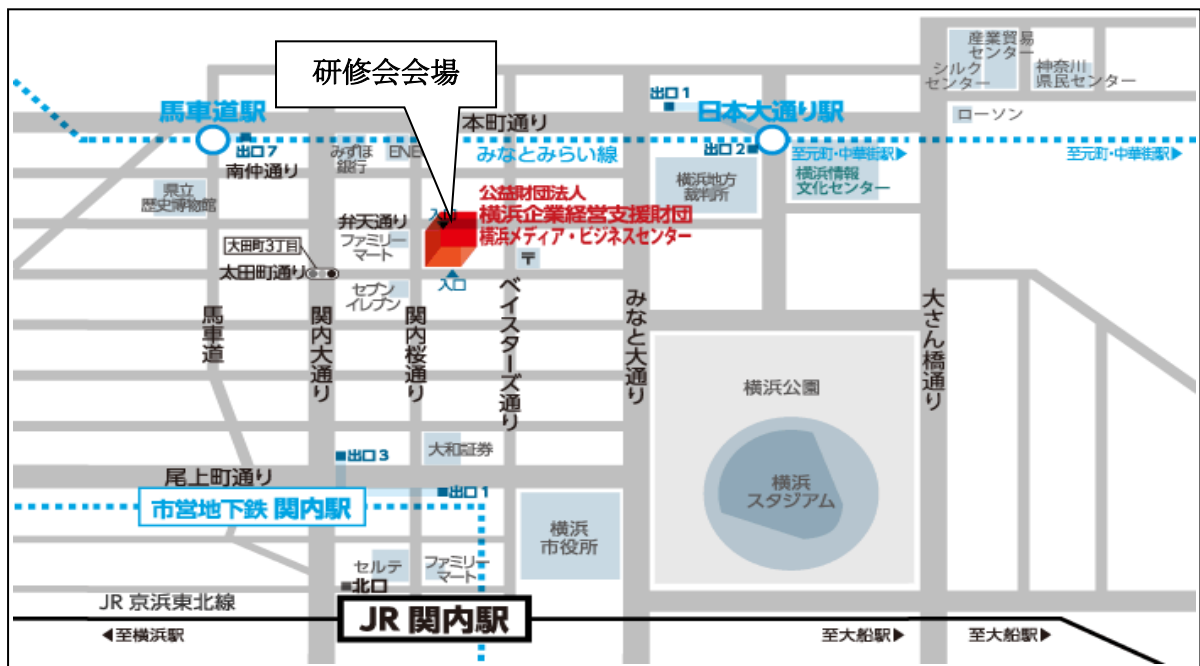 産業貿易
センター
シルク
センター
神奈川
県民センター
研修会会場
出口1
馬車道駅
日本大通り駅
ローソン
本町通り
出口7
みずほ
銀行
ENE
みなとみらい線
出口2
至元町・中華街駅▶
至元町・中華街駅▶
南仲通り
横浜地方
裁判所
横浜情報
文化センター
県立
歴史博物館
公益財団法人
横浜企業経営支援財団
横浜メディア・ビジネスセンター
弁天通り
ファミリー
マート
大田町3丁目
太田町通り
〒
入口
セブン
イレブン
馬車道
関内大通り
関内桜通り
ベイスターズ通り
みなと大通り
大さん橋通り
横浜公園
大和証券
出口3
尾上町通り
横浜
スタジアム
出口1
市営地下鉄 関内駅
横浜
市役所
セルテ
ファミリー
マート
北口
JR 京浜東北線
JR 関内駅
◀至横浜駅
至大船駅▶
至大船駅▶